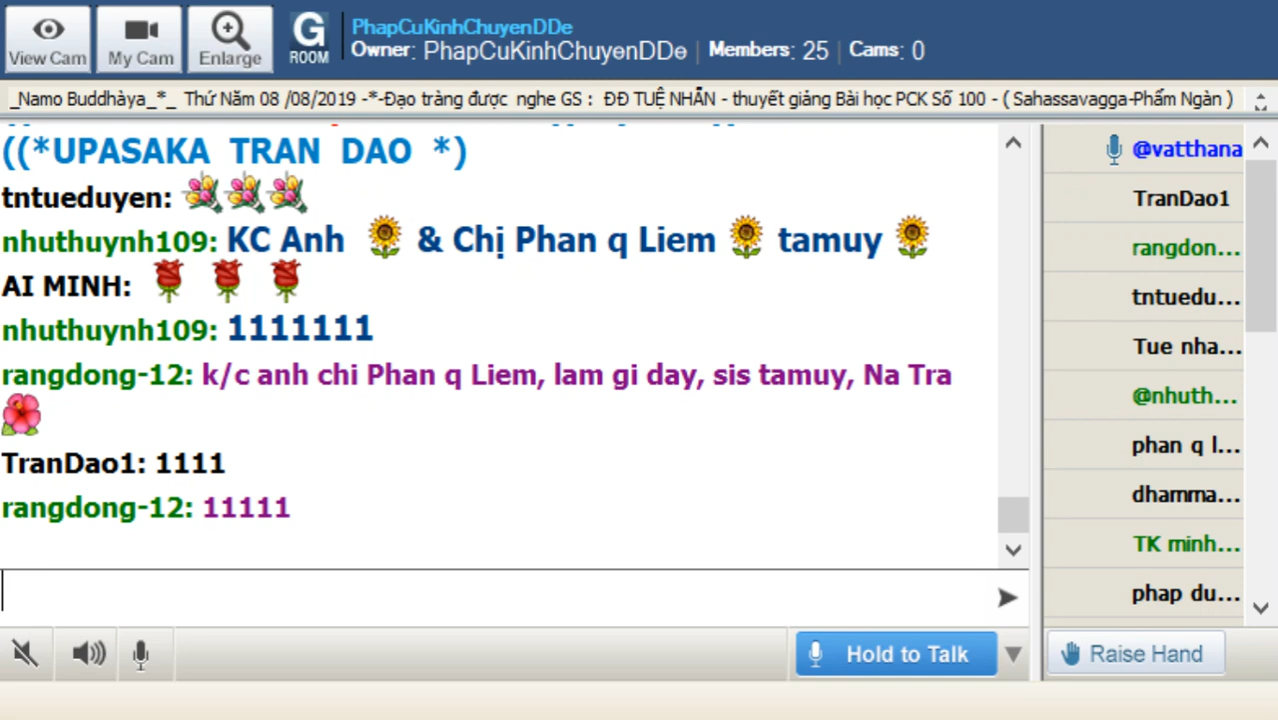 View Cam
My Cam
Enlarge
G
ROOM
PhapCuKinhChuyenDDe
Owner: PhapCuKinhChuyenDDe | Members: 25 | Cams: 0
_Namo Buddhàya_*_ Thứ Năm 08 /08/2019 -*-Đạo tràng được nghe GS : ĐĐ TUỆ NHẪN - thuyết giảng Bài học PCK Số 100 - ( Sahassavagga-Phẩm Ngàn )
((*UPASAKA TRAN DAO *)
tntueduyen:
nhuthuynh109: KC Anh & Chị Phan q Liem tamuy
AI MINH:
nhuthuynh109: 1111111
rangdong-12: k/c anh chi Phan q Liem, lam gi day, sis tamuy, Na Tra
TranDao1: 1111
rangdong-12: 11111
Hold to Talk
@vatthana
TranDao1
rangdon...
tntuedu...
Tue nha...
@nhuth...
phan q l...
dhamma...
TK minh...
phap du...
Raise Hand